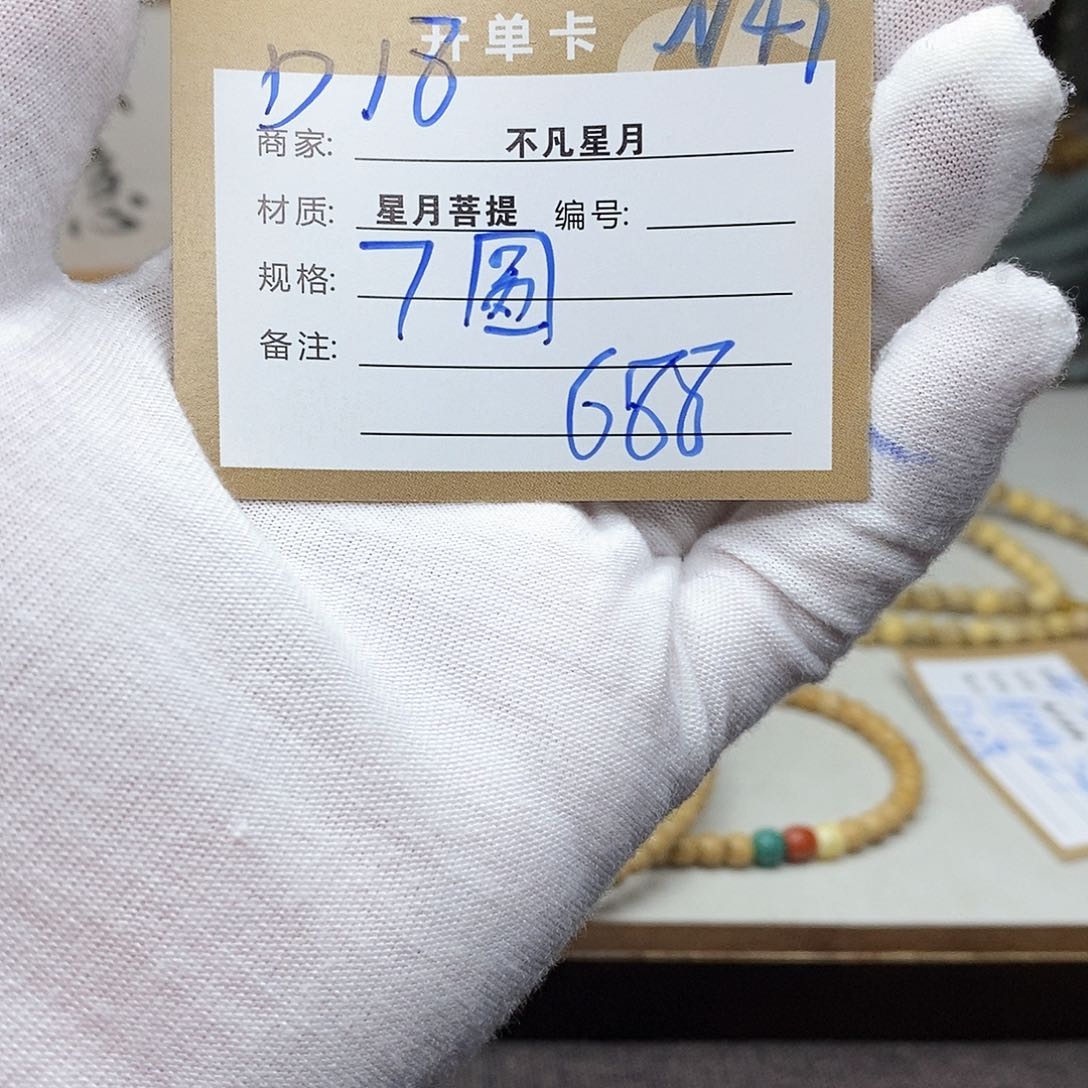 开单卡
D18 N41
商家: 不凡星月
材质: 星月菩提 编号:
规格: 7圆
备注:
688